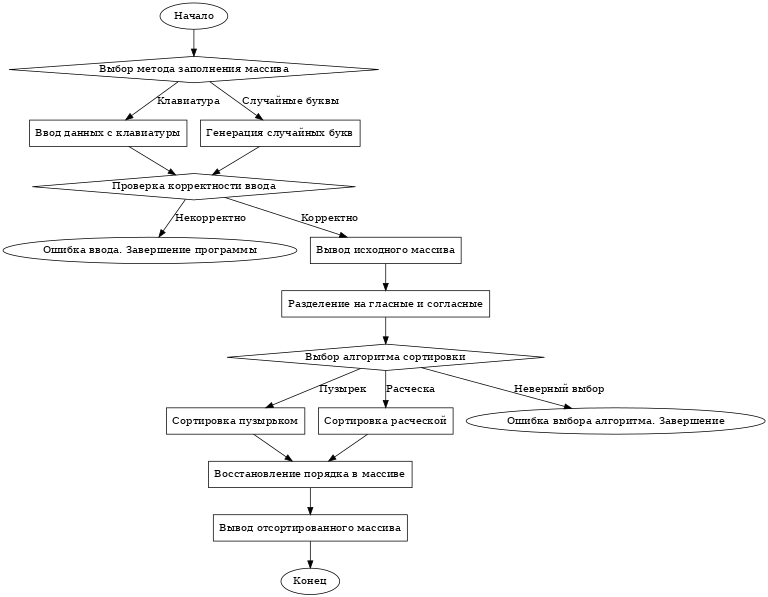 Начало
Выбор метода заполнения массива
Клавиатура
Случайные буквы
Ввод данных с клавиатуры
Генерация случайных букв
Проверка корректности ввода
Некорректно
Корректно
Ошибка ввода. Завершение программы
Вывод исходного массива
Разделение на гласные и согласные
Выбор алгоритма сортировки
Пузырек
Расческа
Неверный выбор
Сортировка пузырьком
Сортировка расческой
Ошибка выбора алгоритма. Завершение
Восстановление порядка в массиве
Вывод отсортированного массива
Конец